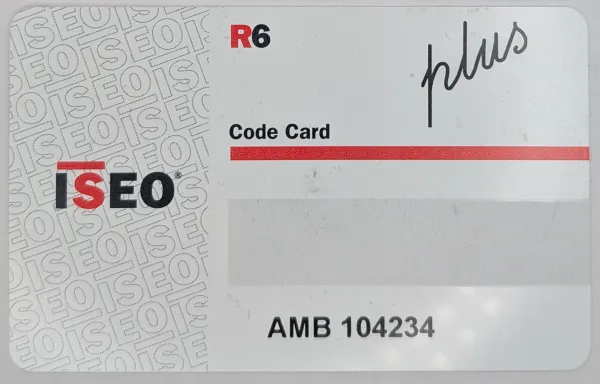 R6
plus
Code Card
ISEO®
AMB 104234